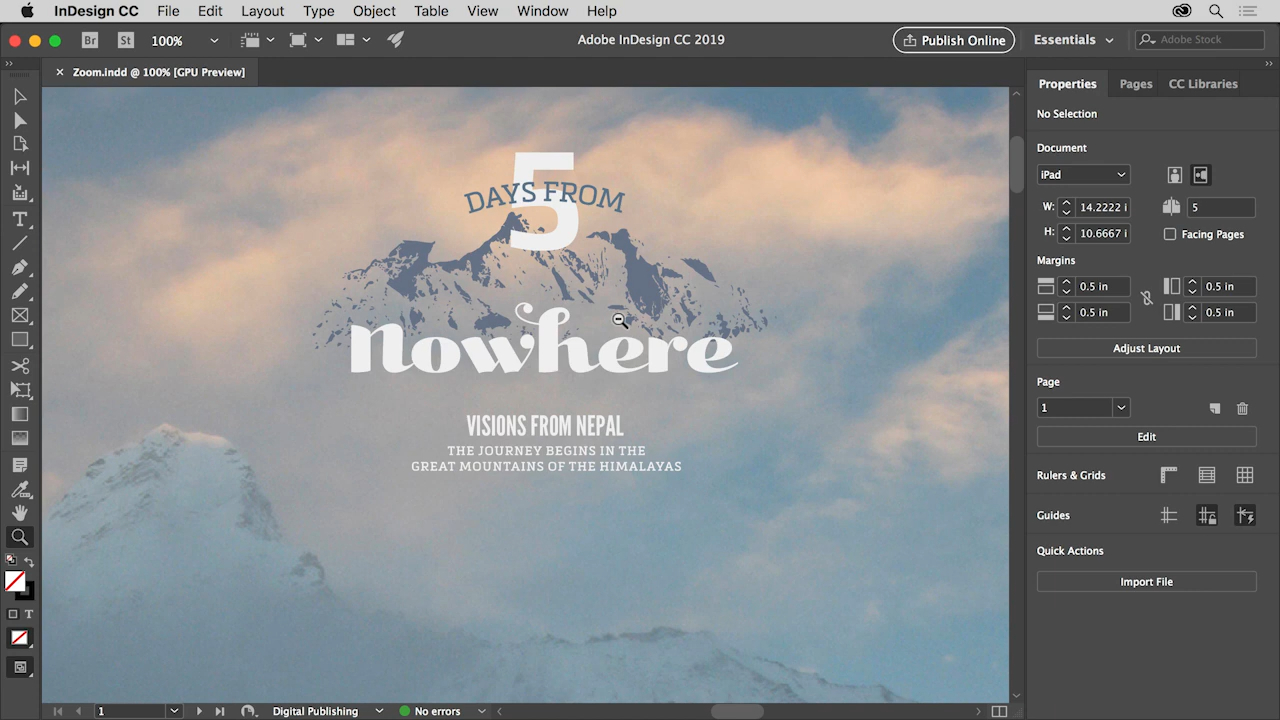 InDesign CC File Edit Layout Type Object Table View Window Help
Br St 100% Adobe InDesign CC 2019 Publish Online Essentials Adobe Stock
× Zoom.indd @ 100% [GPU Preview]
Properties Pages CC Libraries
No Selection
Document
iPad
W: 14.2222 i 5
H: 10.6667 i Facing Pages
Margins
0.5 in 0.5 in
0.5 in 0.5 in
Adjust Layout
Page
1
Edit
Rulers & Grids
Guides
Quick Actions
Import File
5
DAYS FROM
nowhere
VISIONS FROM NEPAL
THE JOURNEY BEGINS IN THE
GREAT MOUNTAINS OF THE HIMALAYAS
T
T
1 Digital Publishing No errors